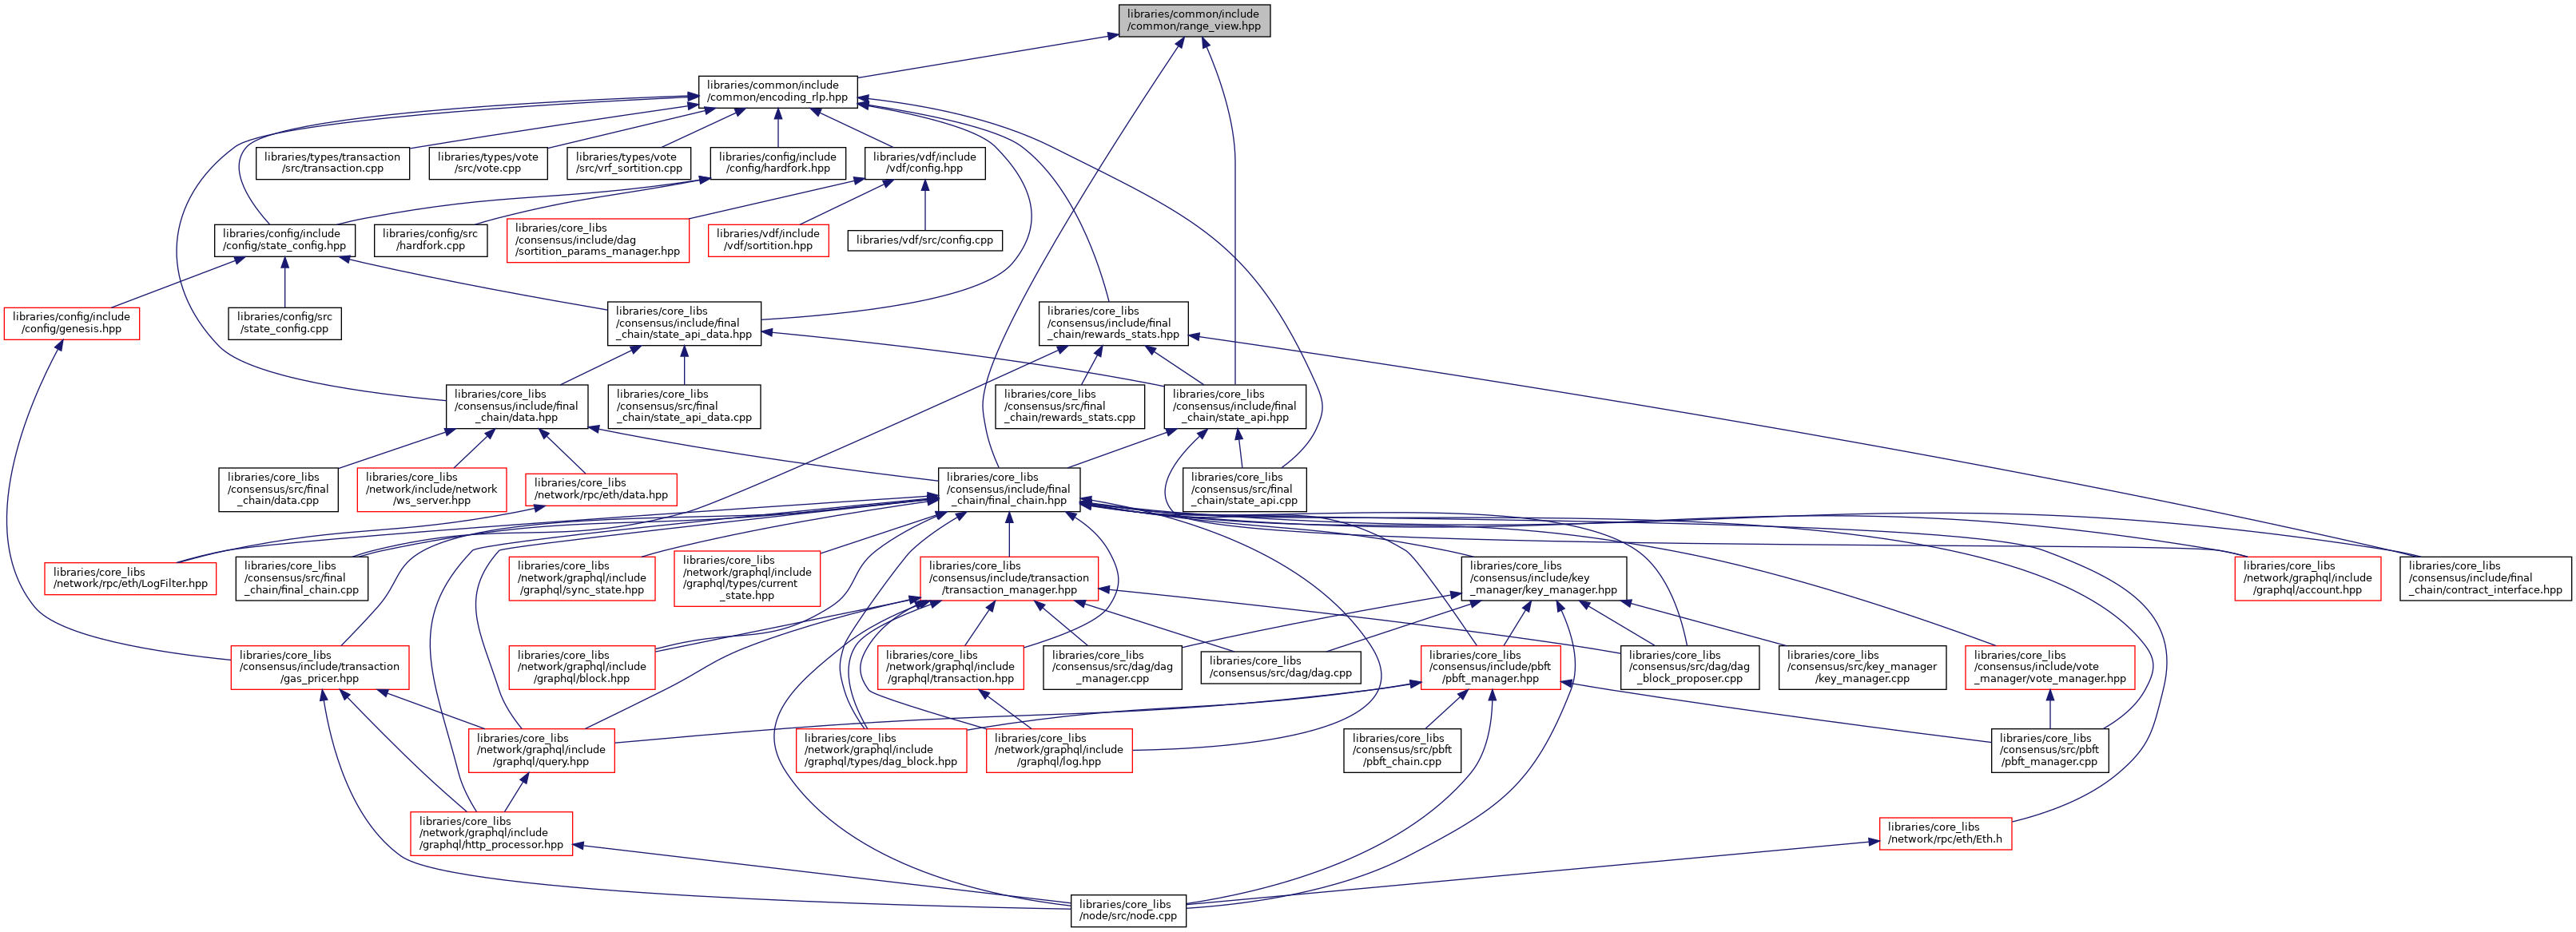 libraries/common/include
/common/range_view.hpp
libraries/common/include
/common/encoding_rlp.hpp
libraries/types/transaction
/src/transaction.cpp
libraries/types/vote
/src/vote.cpp
libraries/types/vote
/src/vrf_sortition.cpp
libraries/config/include
/config/hardfork.hpp
libraries/vdf/include
/vdf/config.hpp
libraries/config/include
/config/state_config.hpp
libraries/config/src
/hardfork.cpp
libraries/core_libs
/consensus/include/dag
/sortition_params_manager.hpp
libraries/vdf/include
/vdf/sortition.hpp
libraries/vdf/src/config.cpp
libraries/config/include
/config/genesis.hpp
libraries/config/src
/state_config.cpp
libraries/core_libs
/consensus/include/final
_chain/state_api_data.hpp
libraries/core_libs
/consensus/include/final
_chain/rewards_stats.hpp
libraries/core_libs
/consensus/include/final
_chain/data.hpp
libraries/core_libs
/consensus/src/final
_chain/state_api_data.cpp
libraries/core_libs
/consensus/src/final
_chain/rewards_stats.cpp
libraries/core_libs
/consensus/include/final
_chain/state_api.hpp
libraries/core_libs
/consensus/src/final
_chain/data.cpp
libraries/core_libs
/network/include/network
/ws_server.hpp
libraries/core_libs
/network/rpc/eth/data.hpp
libraries/core_libs
/consensus/include/final
_chain/final_chain.hpp
libraries/core_libs
/consensus/src/final
_chain/state_api.cpp
libraries/core_libs
/network/rpc/eth/LogFilter.hpp
libraries/core_libs
/consensus/src/final
_chain/final_chain.cpp
libraries/core_libs
/network/graphql/include
/graphql/sync_state.hpp
libraries/core_libs
/network/graphql/include
/graphql/types/current
_state.hpp
libraries/core_libs
/consensus/include/transaction
/transaction_manager.hpp
libraries/core_libs
/consensus/include/key
_manager/key_manager.hpp
libraries/core_libs
/network/graphql/include
/graphql/account.hpp
libraries/core_libs
/consensus/include/final
_chain/contract_interface.hpp
libraries/core_libs
/consensus/include/transaction
/gas_pricer.hpp
libraries/core_libs
/network/graphql/include
/graphql/block.hpp
libraries/core_libs
/network/graphql/include
/graphql/transaction.hpp
libraries/core_libs
/consensus/src/dag/dag
_manager.cpp
libraries/core_libs
/consensus/src/dag/dag.cpp
libraries/core_libs
/consensus/include/pbft
/pbft_manager.hpp
libraries/core_libs
/consensus/src/dag/dag
_block_proposer.cpp
libraries/core_libs
/consensus/src/key_manager
/key_manager.cpp
libraries/core_libs
/consensus/include/vote
_manager/vote_manager.hpp
libraries/core_libs
/network/graphql/include
/graphql/query.hpp
libraries/core_libs
/network/graphql/include
/graphql/types/dag_block.hpp
libraries/core_libs
/network/graphql/include
/graphql/log.hpp
libraries/core_libs
/consensus/src/pbft
/pbft_chain.cpp
libraries/core_libs
/consensus/src/pbft
/pbft_manager.cpp
libraries/core_libs
/network/graphql/include
/graphql/http_processor.hpp
libraries/core_libs
/network/rpc/eth/Eth.h
libraries/core_libs
/node/src/node.cpp